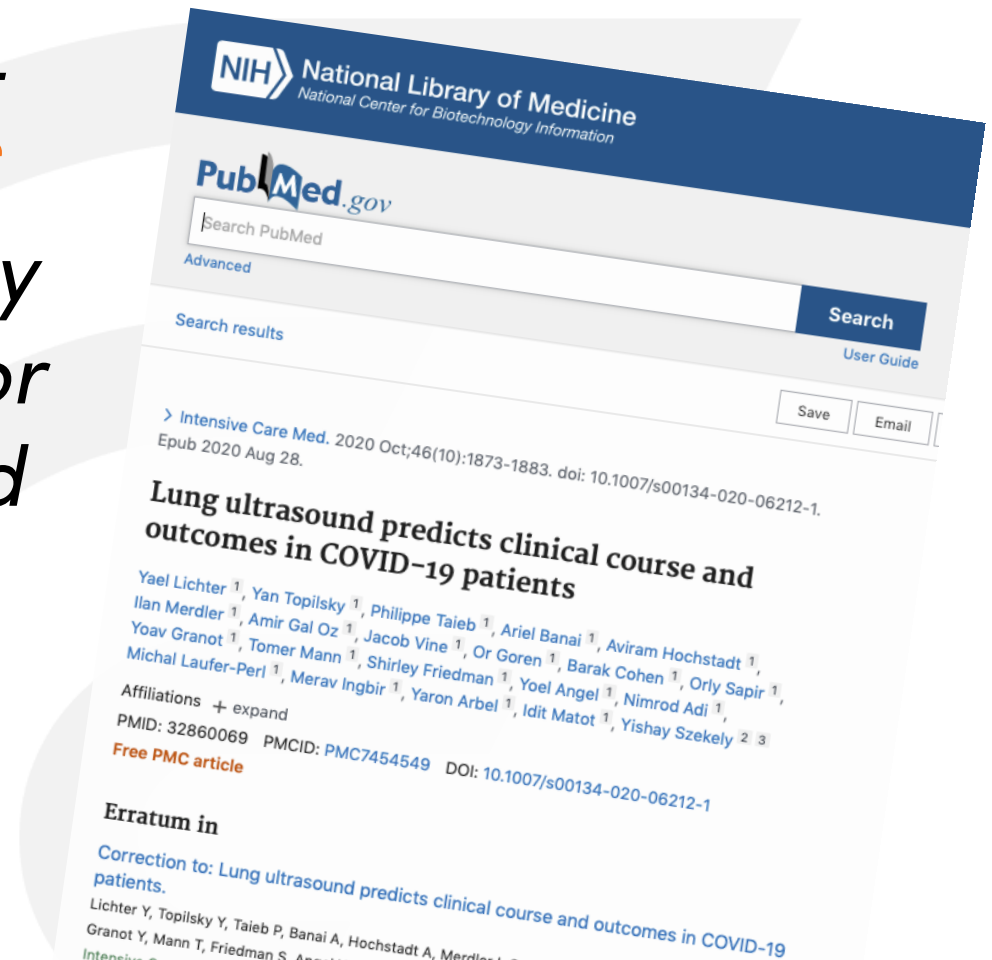 y
or
d
NIH National Library of Medicine
National Center for Biotechnology Information
PubMed.gov
Search PubMed
Search
Advanced
User Guide
Search results
Save
Email
> Intensive Care Med. 2020 Oct;46(10):1873-1883. doi: 10.1007/s00134-020-06212-1.
Epub 2020 Aug 28.
Lung ultrasound predicts clinical course and
outcomes in COVID-19 patients
Yael Lichter 1, Yan Topilsky 1, Philippe Taieb 1, Ariel Banai 1, Aviram Hochstadt 1,
Ilan Merdler 1, Amir Gal Oz 1, Jacob Vine 1, Or Goren 1, Barak Cohen 1, Orly Sapir 1,
Yoav Granot 1, Tomer Mann 1, Shirley Friedman 1, Yoel Angel 1, Nimrod Adi 1,
Michal Laufer-Perl 1, Merav Ingbir 1, Yaron Arbel 1, Idit Matot 1, Yishay Szekely 2 3
Affiliations + expand
PMID: 32860069 PMCID: PMC7454549 DOI: 10.1007/s00134-020-06212-1
Free PMC article
Erratum in
Correction to: Lung ultrasound predicts clinical course and outcomes in COVID-19
patients.
Lichter Y, Topilsky Y, Taieb P, Banai A, Hochstadt A,
Granot Y, Mann T, Friedman S,